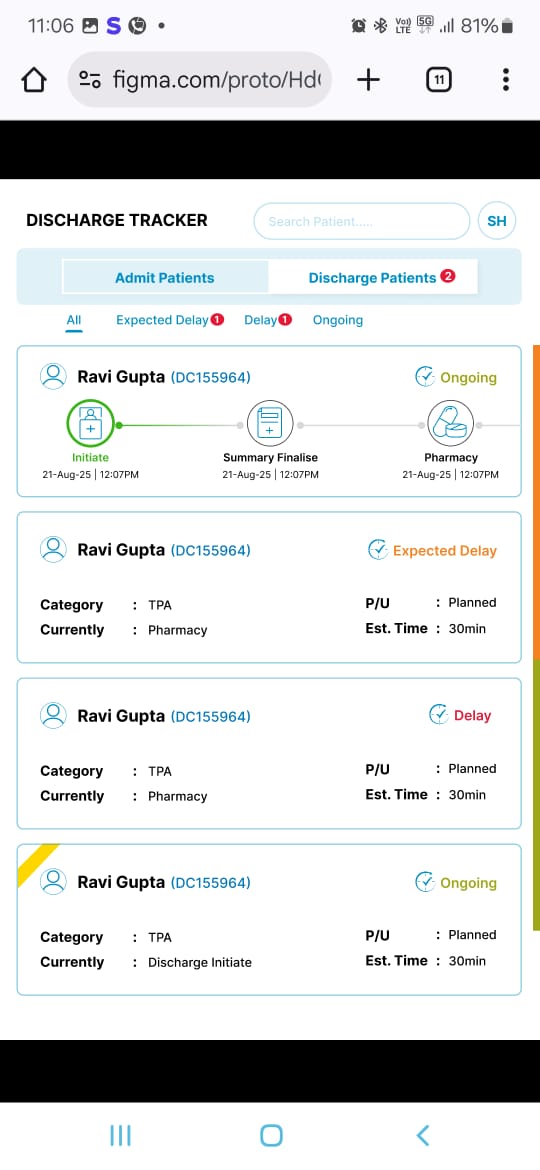 11:06 S Vo)) LTE 5G 81%
figma.com/proto/Hd 11
DISCHARGE TRACKER Search Patient..... SH
Admit Patients Discharge Patients 2
All Expected Delay 1 Delay 1 Ongoing
Ravi Gupta (DC155964) Ongoing
Initiate Summary Finalise Pharmacy
21-Aug-25 | 12:07PM 21-Aug-25 | 12:07PM 21-Aug-25 | 12:07PM
Ravi Gupta (DC155964) Expected Delay
Category : TPA P/U : Planned
Currently : Pharmacy Est. Time : 30min
Ravi Gupta (DC155964) Delay
Category : TPA P/U : Planned
Currently : Pharmacy Est. Time : 30min
Ravi Gupta (DC155964) Ongoing
Category : TPA P/U : Planned
Currently : Discharge Initiate Est. Time : 30min